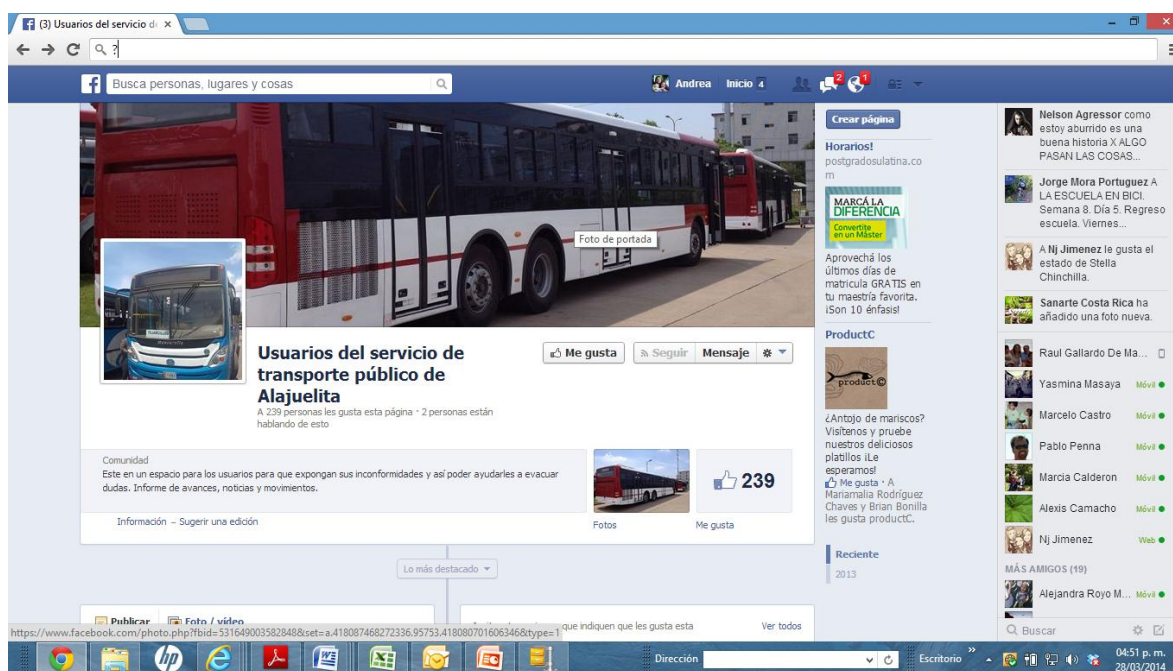 (3) Usuarios del servicio d
?
Busca personas, lugares y cosas
Andrea Inicio 4
2
1
Foto de portada
Usuarios del servicio de
transporte público de
Alajuelita
A 239 personas les gusta esta página · 2 personas están
hablando de esto
Me gusta
Seguir
Mensaje
Comunidad
Este en un espacio para los usuarios para que expongan sus inconformidades y así poder ayudarles a evacuar
dudas. Informe de avances, noticias y movimientos.
Información – Sugerir una edición
Fotos
239
Me gusta
Lo más destacado
Publicar Foto / vídeo
que indiquen que les gusta esta
Ver todos
https://www.facebook.com/photo.php?fbid=531649003582848&set=a.418087468272336.95753.418080701606346&type=1
Crear página
Horarios!
postgradosulatina.co
m
MARCÁ LA
DIFERENCIA
Convertite
en un Máster
Aprovechá los
últimos días de
matricula GRATIS en
tu maestría favorita.
¡Son 10 énfasis!
ProductC
product©
¿Antojo de mariscos?
Visítenos y pruebe
nuestros deliciosos
platillos ¡Le
esperamos!
Me gusta · A
Mariamalia Rodríguez
Chaves y Brian Bonilla
les gusta productC.
Reciente
2013
Nelson Agressor como
estoy aburrido es una
buena historia X ALGO
PASAN LAS COSAS...
Jorge Mora Portuguez A
LA ESCUELA EN BICI.
Semana 8. Día 5. Regreso
escuela. Viernes...
A Nj Jimenez le gusta el
estado de Stella
Chinchilla.
Sanarte Costa Rica ha
añadido una foto nueva.
Raul Gallardo De Ma...
Yasmina Masaya Móvil
Marcelo Castro Móvil
Pablo Penna Móvil
Marcia Calderon Móvil
Alexis Camacho Móvil
Nj Jimenez Web
MÁS AMIGOS (19)
Alejandra Royo M... Móvil
Buscar
Dirección
Escritorio
04:51 p. m.
28/03/2014